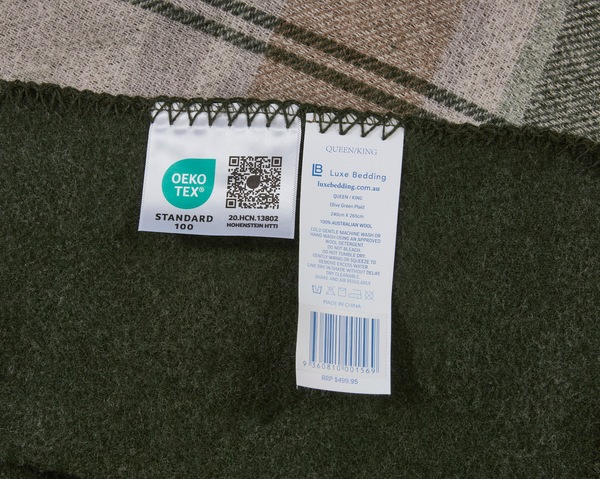 OEKO
TEX®
STANDARD
100
20.HCN.13802
HOHENSTEIN HTTI
QUEEN/KING
LB Luxe Bedding
luxebedding.com.au
QUEEN / KING
Olive Green Plaid
240cm X 260cm
100% AUSTRALIAN WOOL
COLD GENTLE MACHINE WASH OR
HAND WASH USING AN APPROVED
WOOL DETERGENT
DO NOT BLEACH.
DO NOT TUMBLE DRY.
GENTLY WRING OR SQUEEZE TO
REMOVE EXCESS WATER.
LINE DRY IN SHADE WITHOUT DELAY.
DRY CLEANABLE.
SHAKE AND AIR REGULARLY.
MADE IN CHINA
9 360810 001569
RRP $499.95